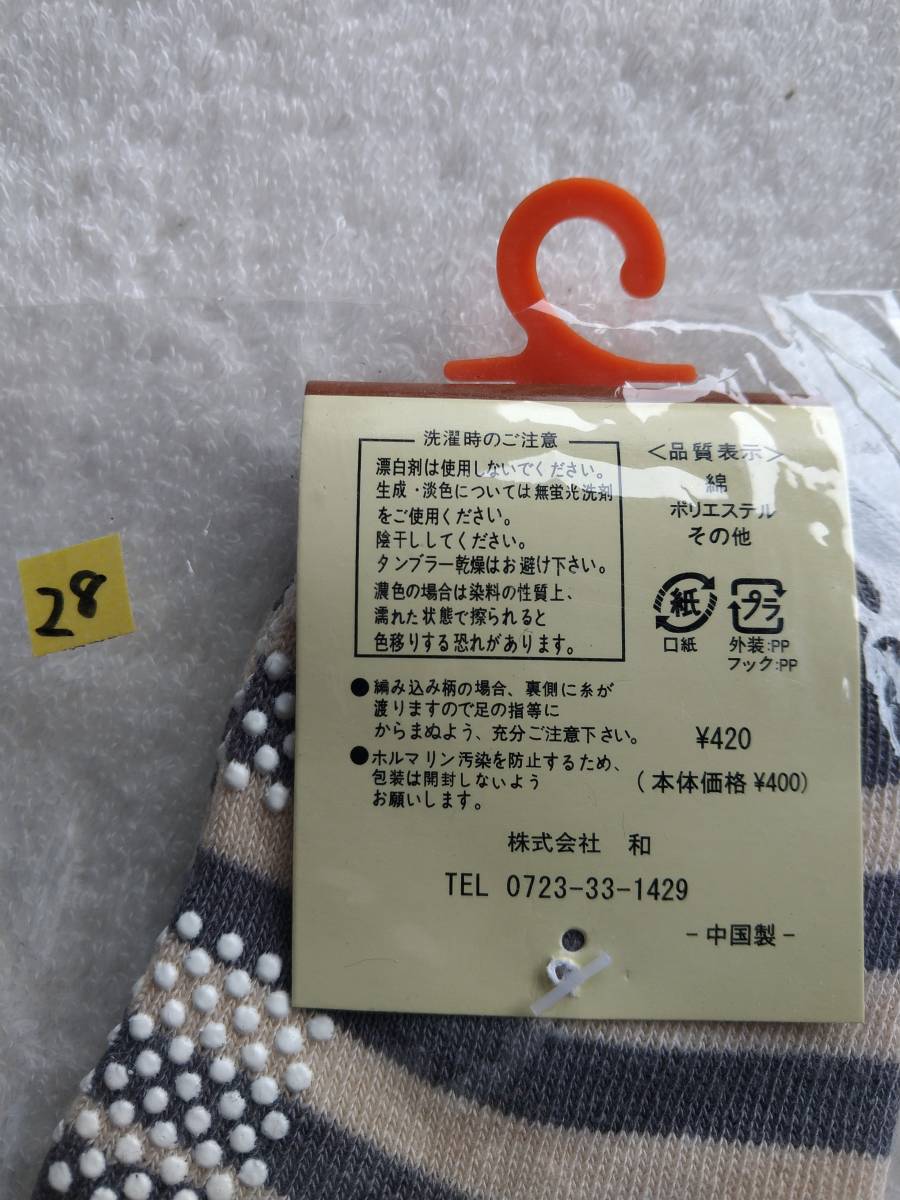 28
洗濯時のご注意
漂白剤は使用しないでください。
生成・淡色については無蛍光洗剤
をご使用ください。
陰干ししてください。
タンブラー乾燥はお避け下さい。
濃色の場合は染料の性質上、
濡れた状態で擦られると
色移りする恐れがあります。
●編み込み柄の場合、裏側に糸が
渡りますので足の指等に
からまぬよう、充分ご注意下さい。
●ホルマリン汚染を防止するため、
包装は開封しないよう
お願いします。
<品質表示>
綿
ポリエステル
その他
紙
プラ
口紙
外装:PP
フック:PP
¥420
(本体価格¥400)
株式会社 和
TEL 0723-33-1429
-中国製-